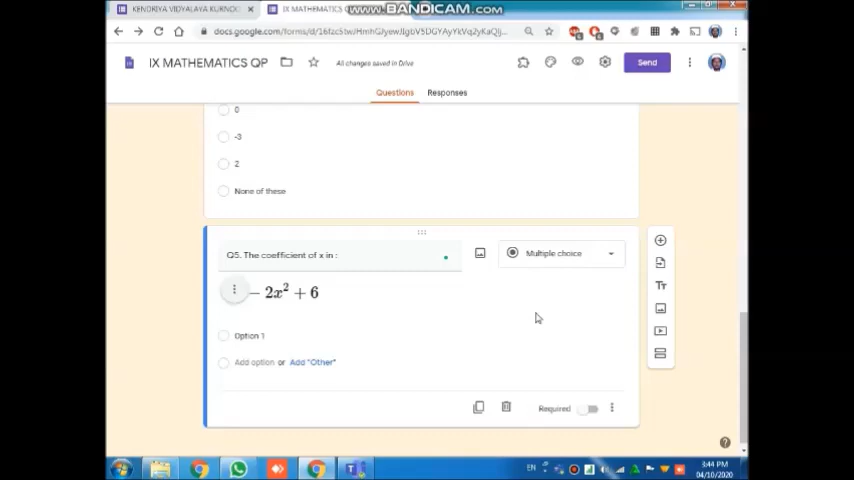 KENDRIYA VIDYALAYA KURNOOL
IX MATHEMATICS QP
www.BANDICAM.com
IX MATHEMATICS QP
All changes saved in Drive
Send
Questions
Responses
0
-3
2
None of these
Q5. The coefficient of x in :
Multiple choice
− 2x² + 6
Option 1
Add option or Add "Other"
Required
EN
3:44 PM
04/10/2020